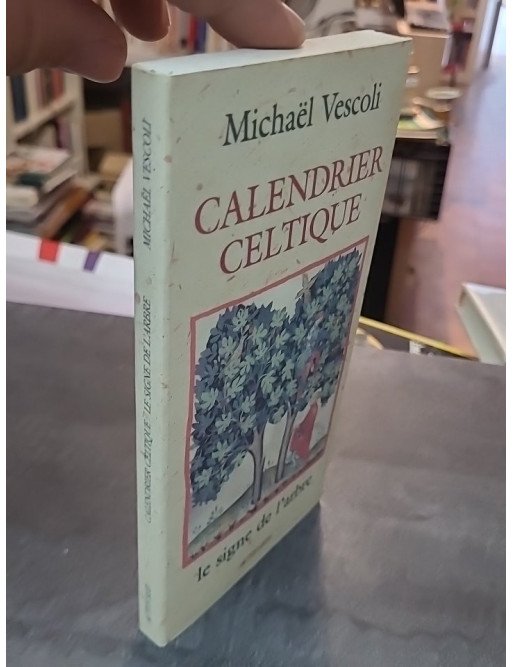 Michaël Vescoli
CALENDRIER
CELTIQUE
le signe de l'arbre
MICHAËL VESCOLI
CALENDRIER CELTIQUE / LE SIGNE DE L'ARBRE